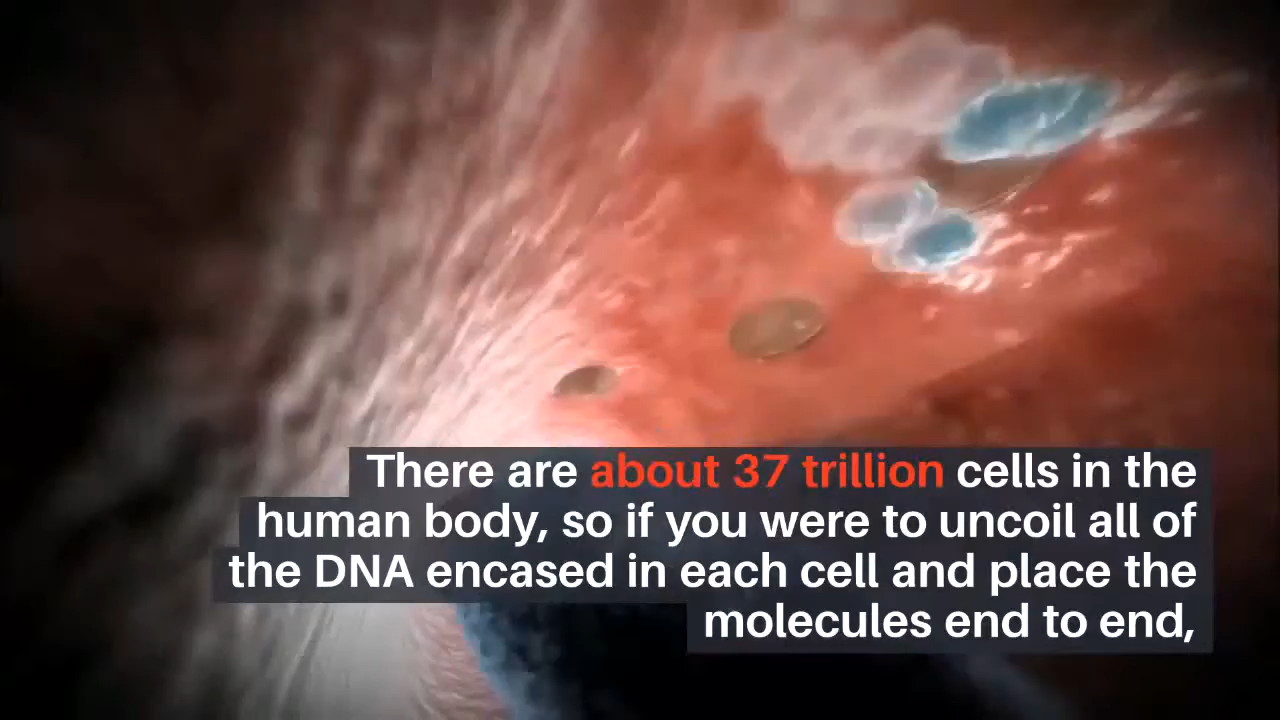 There are about 37 trillion cells in the
human body, so if you were to uncoil all of
the DNA encased in each cell and place the
molecules end to end,